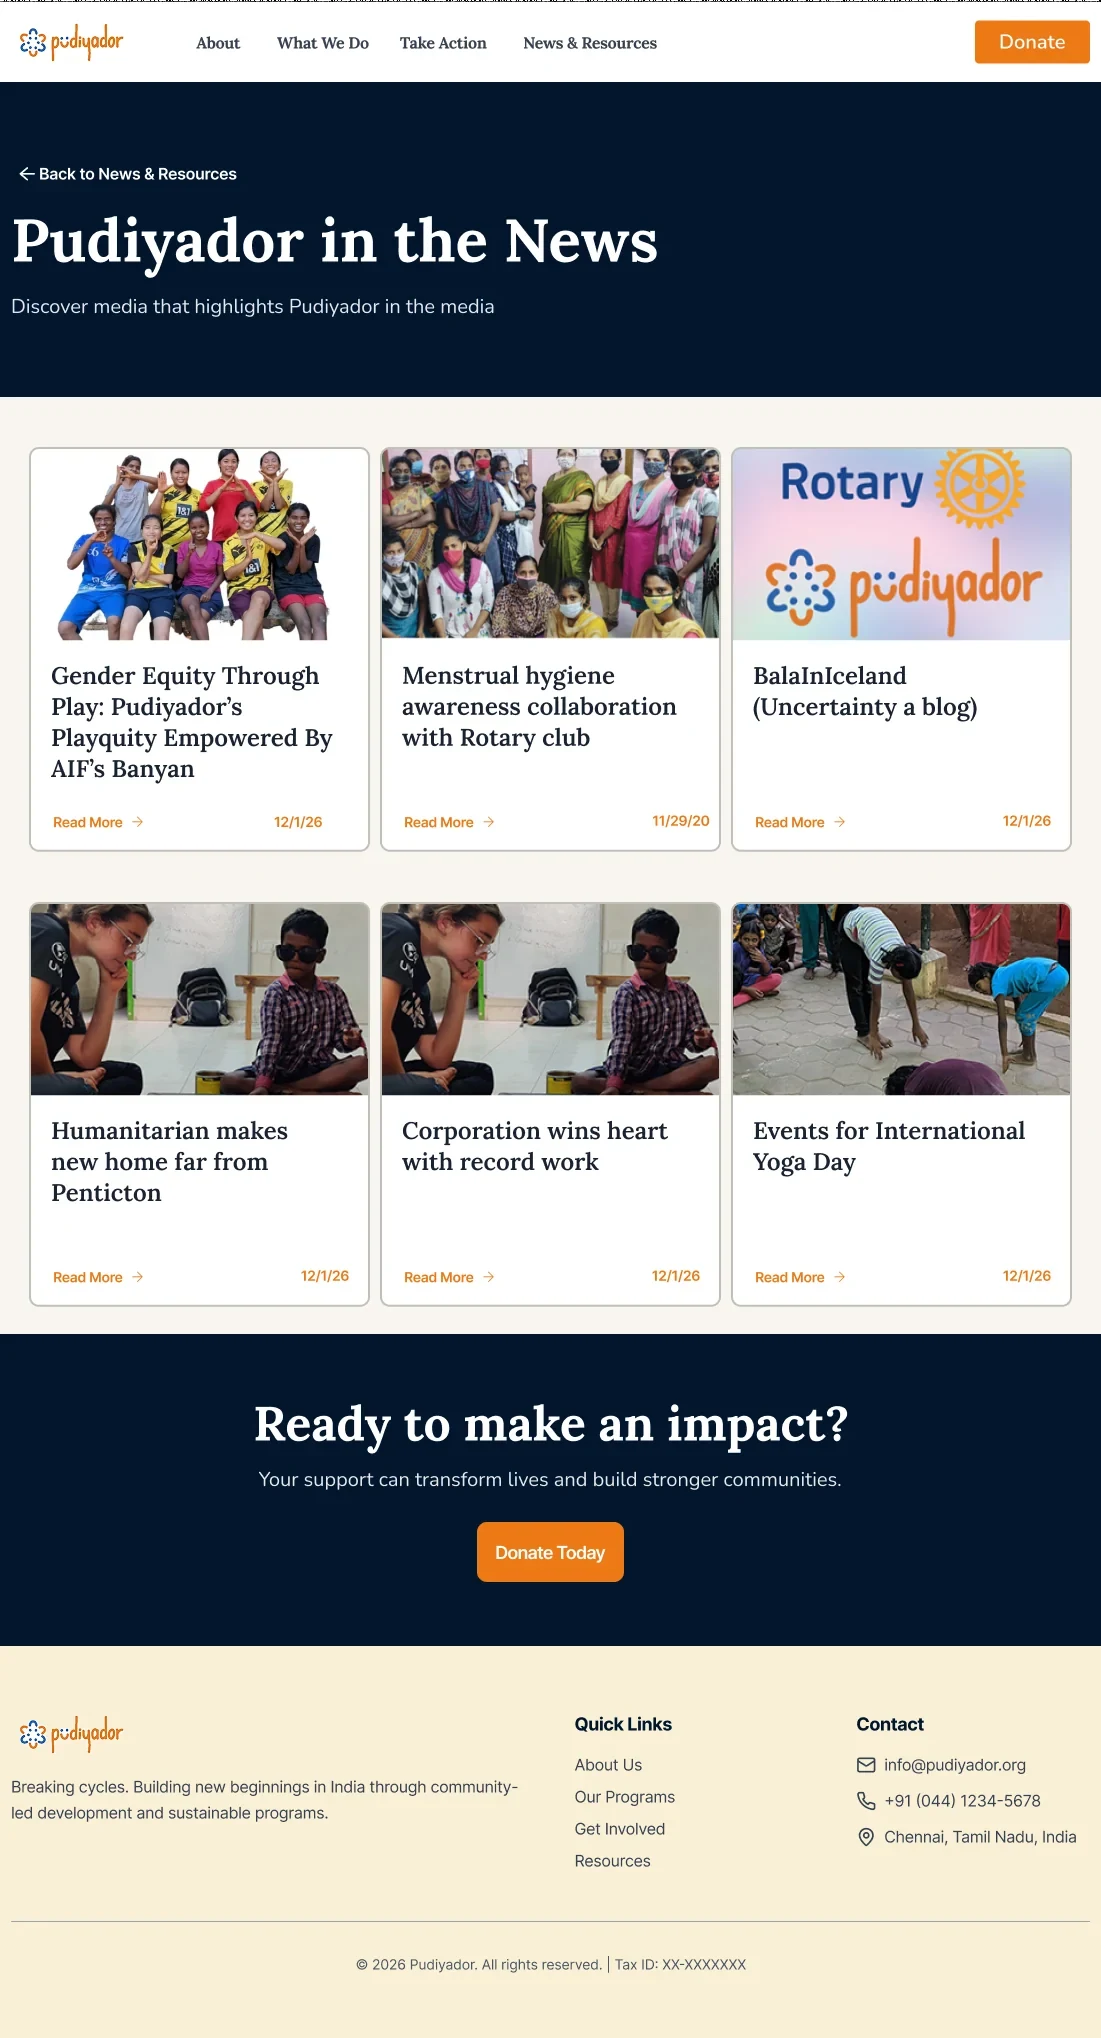 pudiyador
About
What We Do
Take Action
News & Resources
Donate
Back to News & Resources
Pudiyador in the News
Discover media that highlights Pudiyador in the media
1&1
1&1
Rotary
pudiyador
Gender Equity Through
Play: Pudiyador’s
Playquity Empowered By
AIF’s Banyan
Read More
12/1/26
Menstrual hygiene
awareness collaboration
with Rotary club
Read More
11/29/20
BalaInIceland
(Uncertainty a blog)
Read More
12/1/26
Humanitarian makes
new home far from
Penticton
Read More
12/1/26
Corporation wins heart
with record work
Read More
12/1/26
Events for International
Yoga Day
Read More
12/1/26
Ready to make an impact?
Your support can transform lives and build stronger communities.
Donate Today
pudiyador
Breaking cycles. Building new beginnings in India through community-
led development and sustainable programs.
Quick Links
About Us
Our Programs
Get Involved
Resources
Contact
info@pudiyador.org
+91 (044) 1234-5678
Chennai, Tamil Nadu, India
© 2026 Pudiyador. All rights reserved. | Tax ID: XX-XXXXXXX